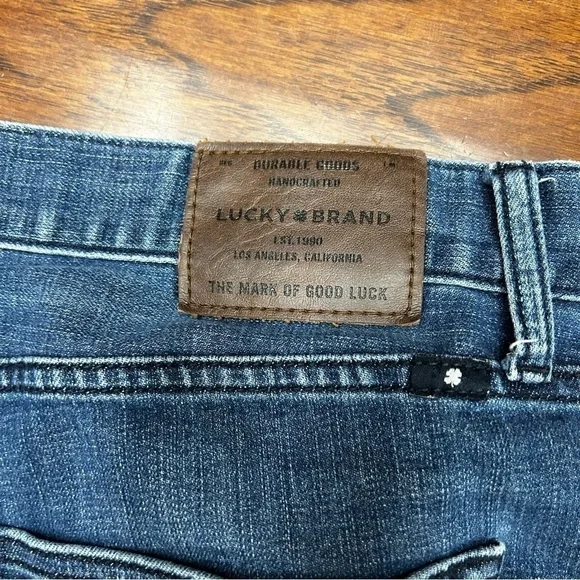 DURABLE GOODS
HANDCRAFTED
LUCKY BRAND
EST. 1990
LOS ANGELES, CALIFORNIA
THE MARK OF GOOD LUCK